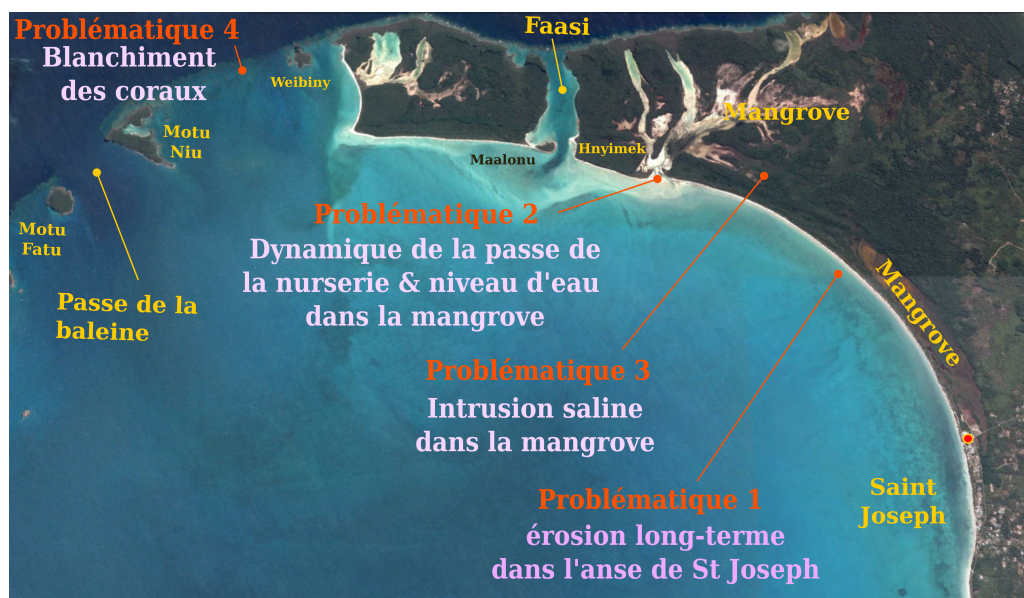 Problématique 4
Blanchiment
des coraux
Weibiny
Faasi
Mangrove
Motu
Niu
Maalonu
Hnyimek
Motu
Fatu
Problématique 2
Dynamique de la passe de
la nurserie & niveau d'eau
dans la mangrove
Passe de la
baleine
Mangrove
Problématique 3
Intrusion saline
dans la mangrove
Problématique 1
érosion long-terme
dans l'anse de St Joseph
Saint
Joseph